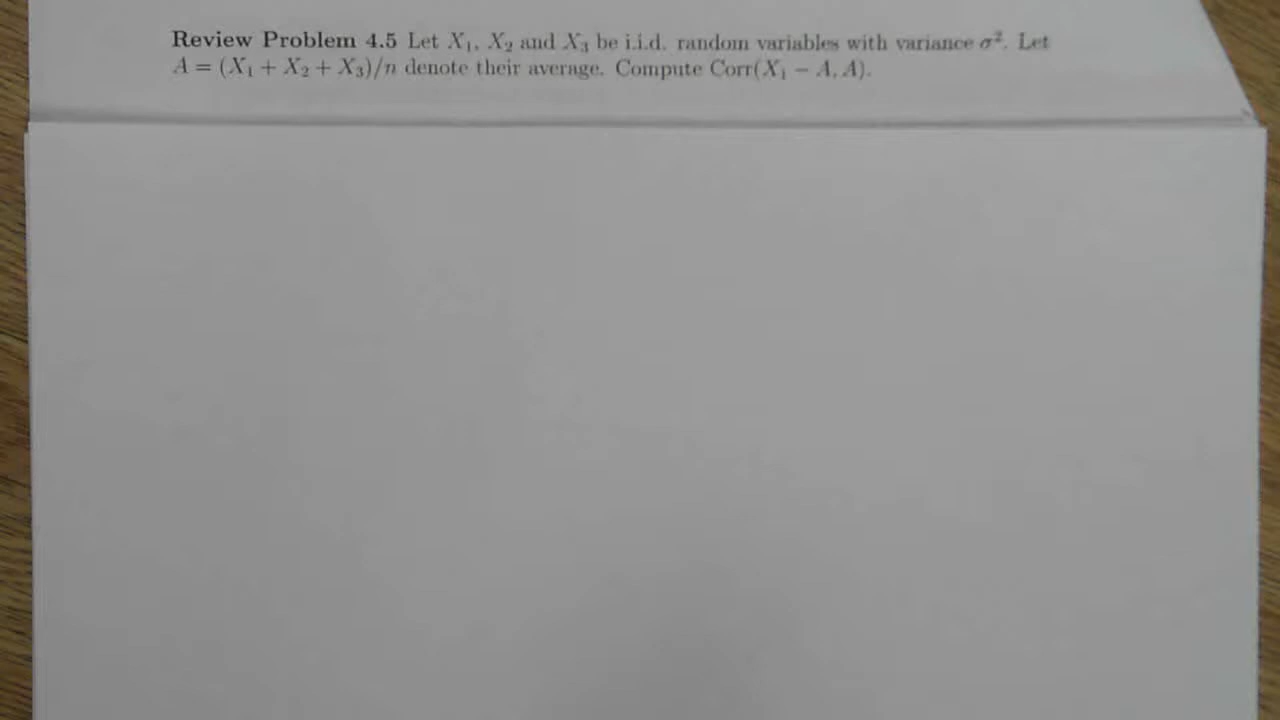 Review Problem 4.5 Let X₁, X₂ and X₃ be i.i.d. random variables with variance σ². Let
A = (X₁ + X₂ + X₃)/n denote their average. Compute Corr(X₁ − A, A).